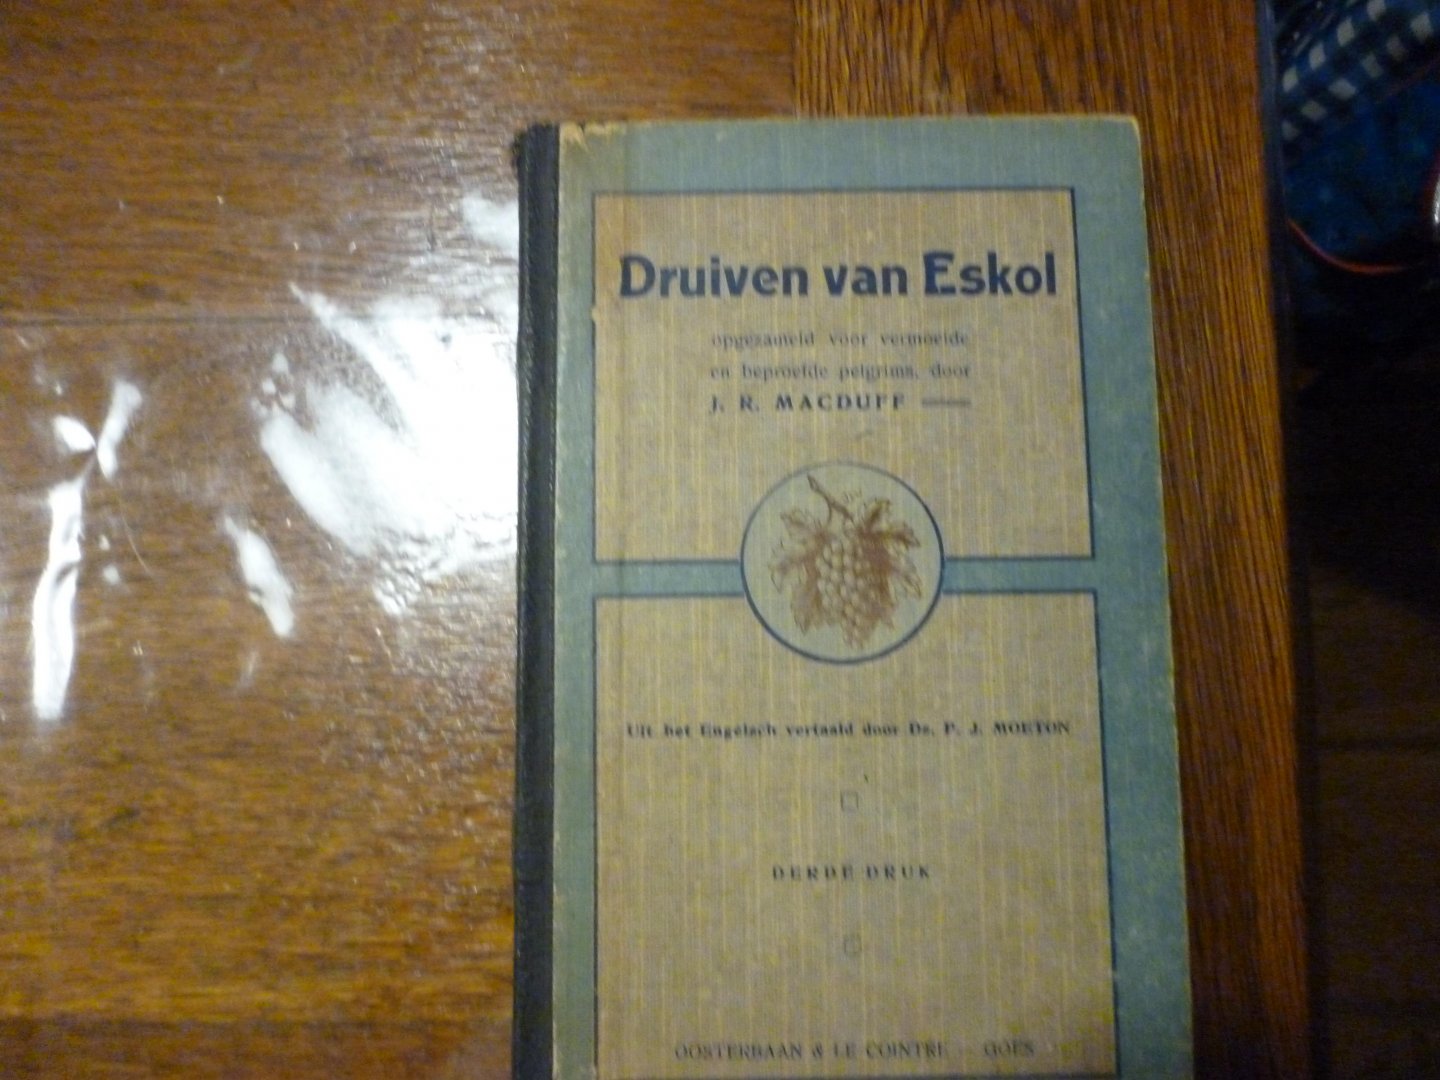 Druiven van Eskol
opgezameld voor vermoeide
en beproefde pelgrims, door
J. R. MACDUFF
Uit het Engelsch vertaald door Ds. P. J. MOETON
DERDE DRUK
OOSTERBAAN & LE COINTRE — GOES